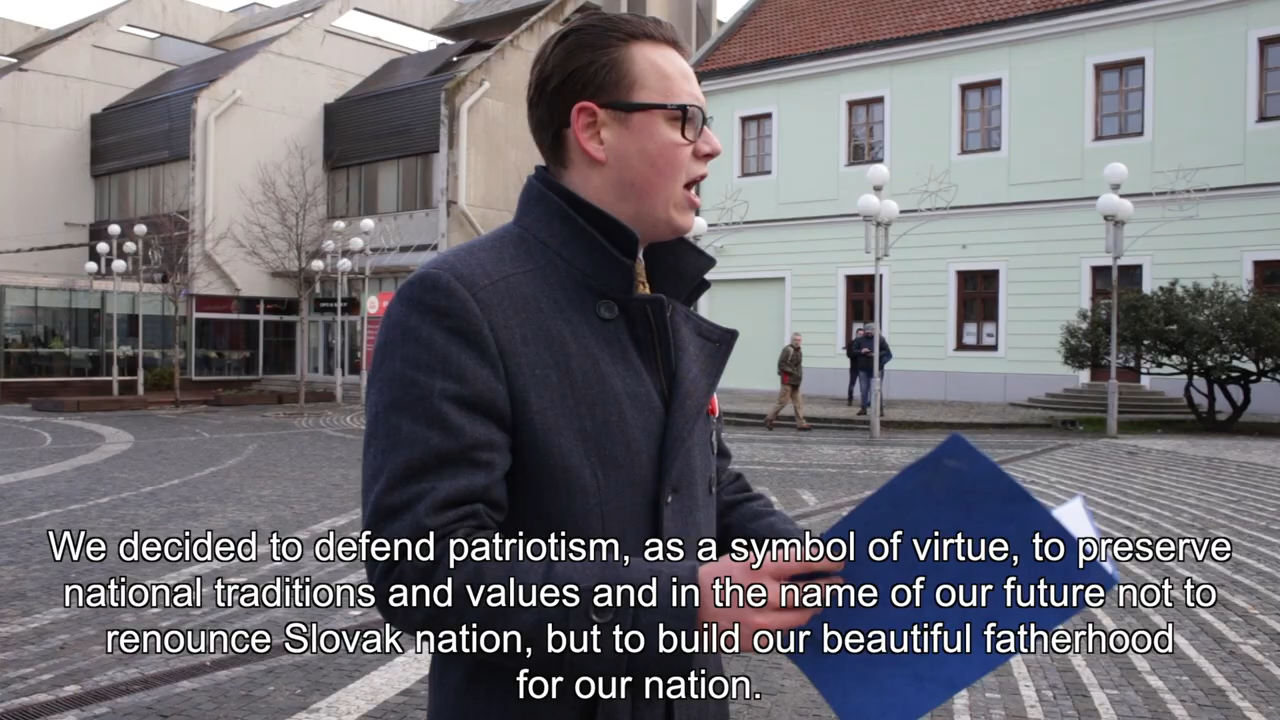 We decided to defend patriotism, as a symbol of virtue, to preserve
national traditions and values and in the name of our future not to
renounce Slovak nation, but to build our beautiful fatherhood
for our nation.